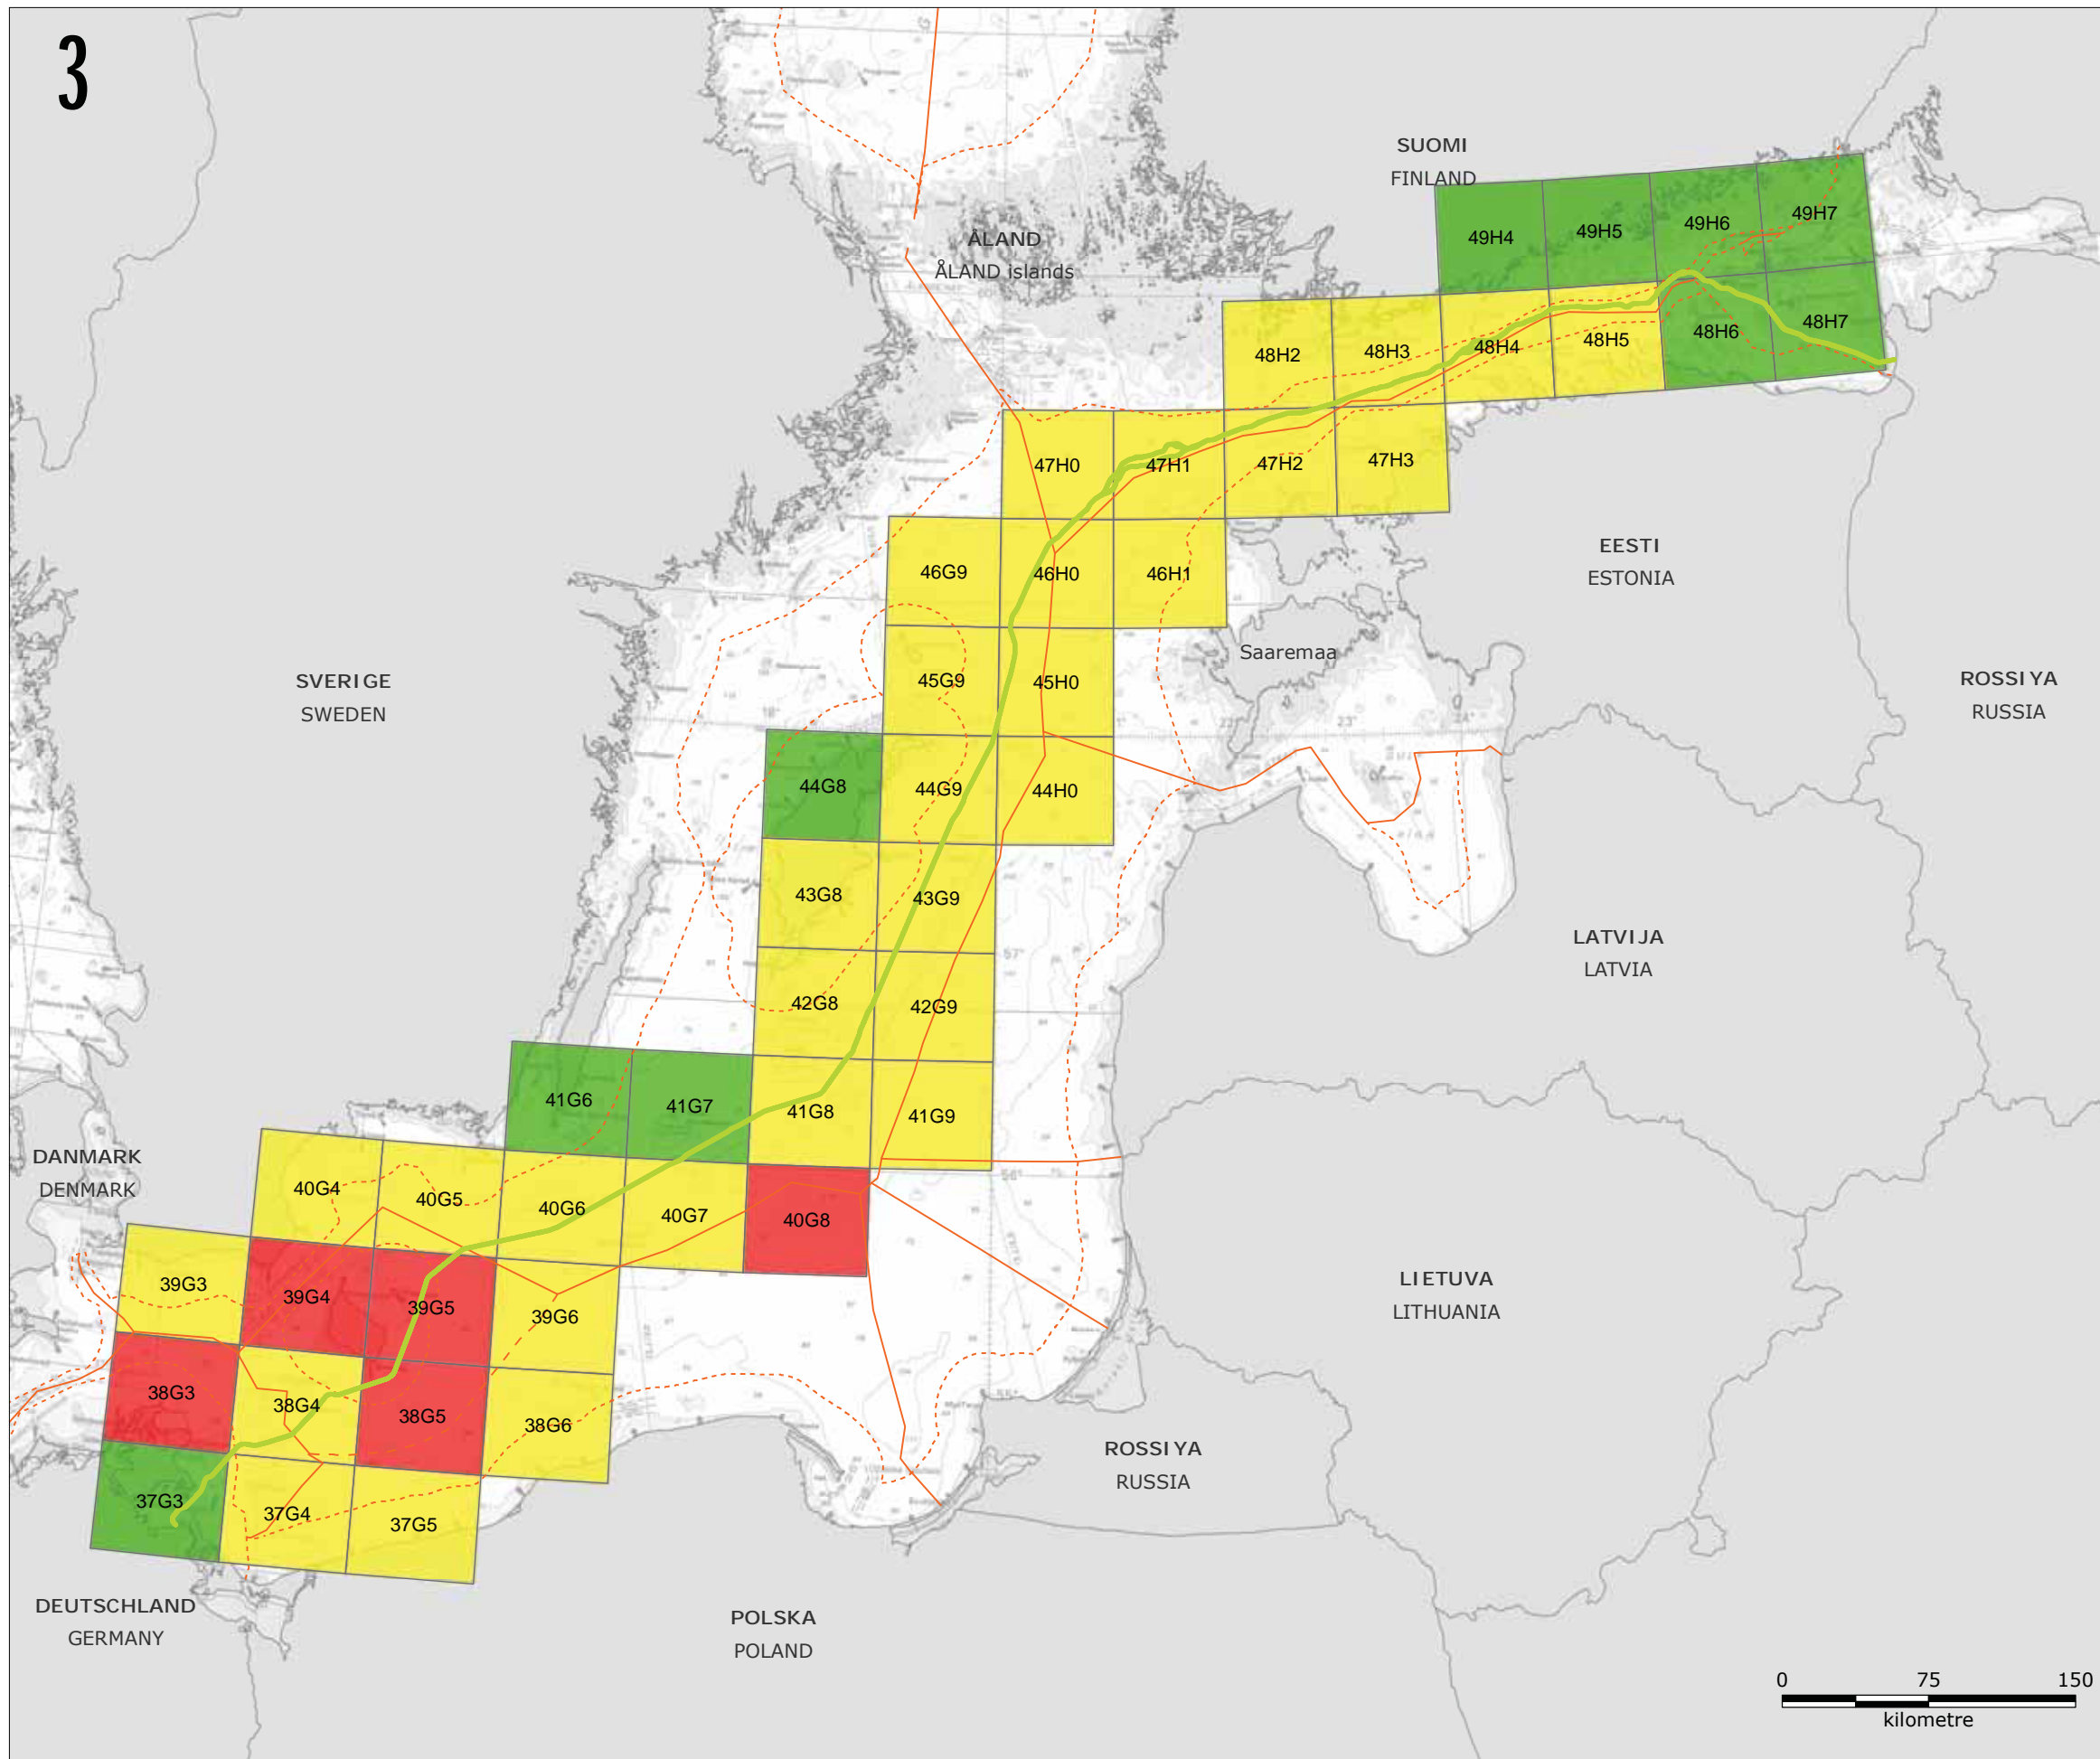 3
SUOMI
FINLAND
49H4
49H5
49H6
49H7
ÅLAND
ÅLAND islands
48H2
48H3
48H4
48H5
48H6
48H7
47H0
47H1
47H2
47H3
EESTI
ESTONIA
46G9
46H0
46H1
Saaremaa
SVERIGE
SWEDEN
45G9
45H0
ROSSIYA
RUSSIA
44G8
44G9
44H0
43G8
43G9
LATVIJA
LATVIA
42G8
42G9
41G6
41G7
41G8
41G9
DANMARK
DENMARK
40G4
40G5
40G6
40G7
40G8
39G3
39G4
39G5
39G6
LIETUVA
LITHUANIA
38G3
38G4
38G5
38G6
ROSSIYA
RUSSIA
37G3
37G4
37G5
DEUTSCHLAND
GERMANY
POLSKA
POLAND
0 75 150
kilometre